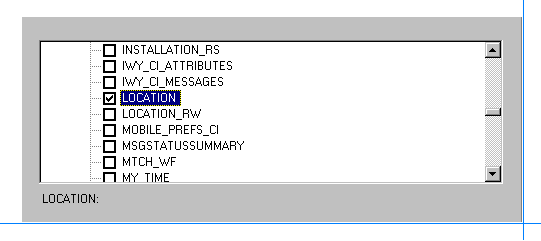 INSTALLATION_RS
IWY_CI_ATTRIBUTES
IWY_CI_MESSAGES
LOCATION
LOCATION_RW
MOBILE_PREFS_CI
MSGSTATUSSUMMARY
MTCH_WF
MY_TIME
LOCATION: